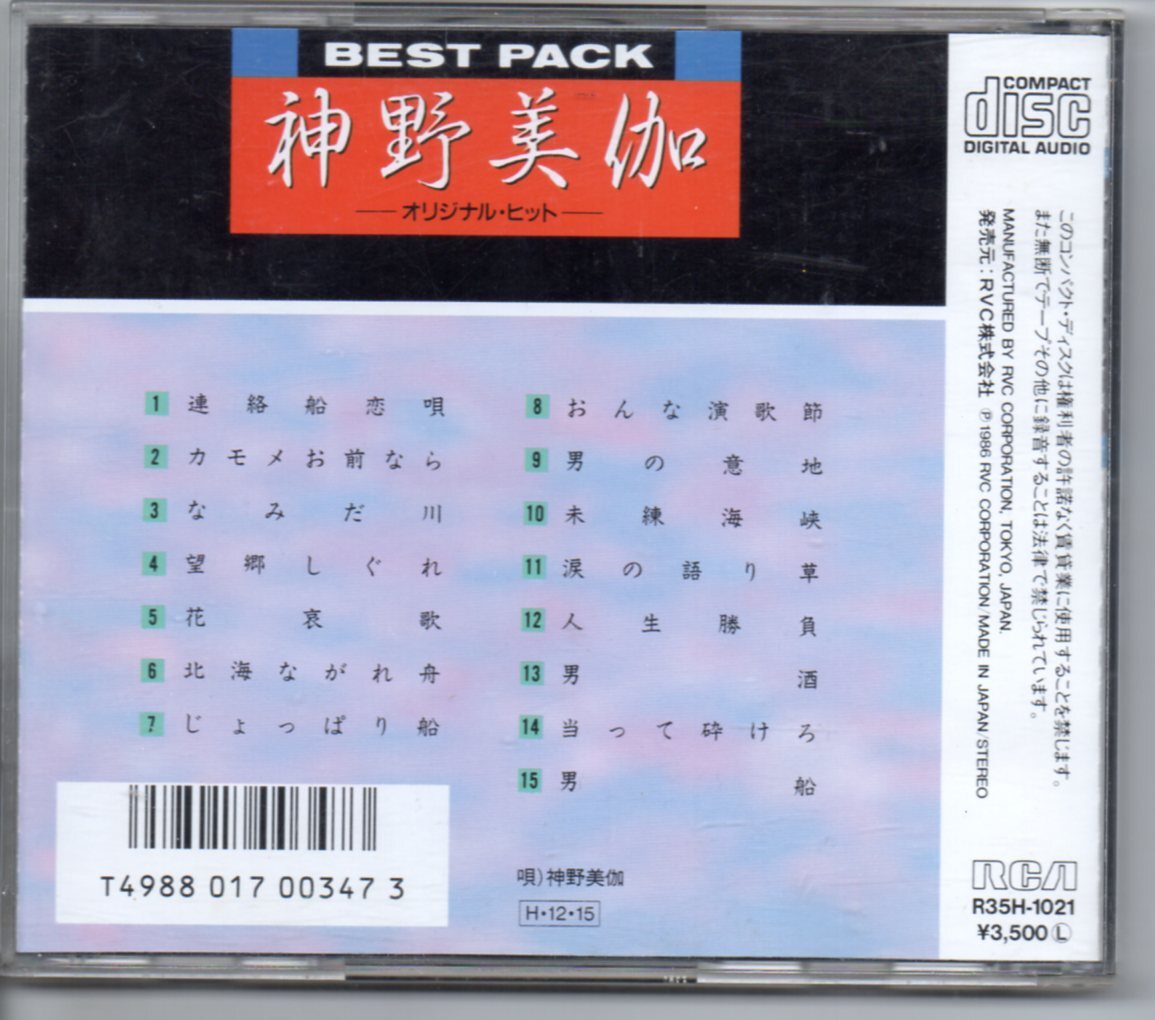 BEST PACK
神野美伽
オリジナル・ヒット
1 連絡船恋唄
2 カモメお前なら
3 なみだ川
4 望郷しぐれ
5 花哀歌
6 北海ながれ舟
7 じょっぱり船
8 おんな演歌節
9 男の意地
10 未練海峡
11 涙の語り草
12 人生勝負
13 男酒
14 当って砕けろ
15 男船
唄)神野美伽
H・12・15
T4988 017 00347 3
COMPACT
disc
DIGITAL AUDIO
このコンパクト・ディスクは権利者の許諾なく賃貸業に使用することを禁じます。
また無断でテープその他に録音することは法律で禁じられています。
MANUFACTURED BY RVC CORPORATION, TOKYO, JAPAN.
発売元：RVC株式会社 ℗ 1986 RVC CORPORATION/MADE IN JAPAN/STEREO
RCA
R35H-1021
¥3,500 Ⓛ